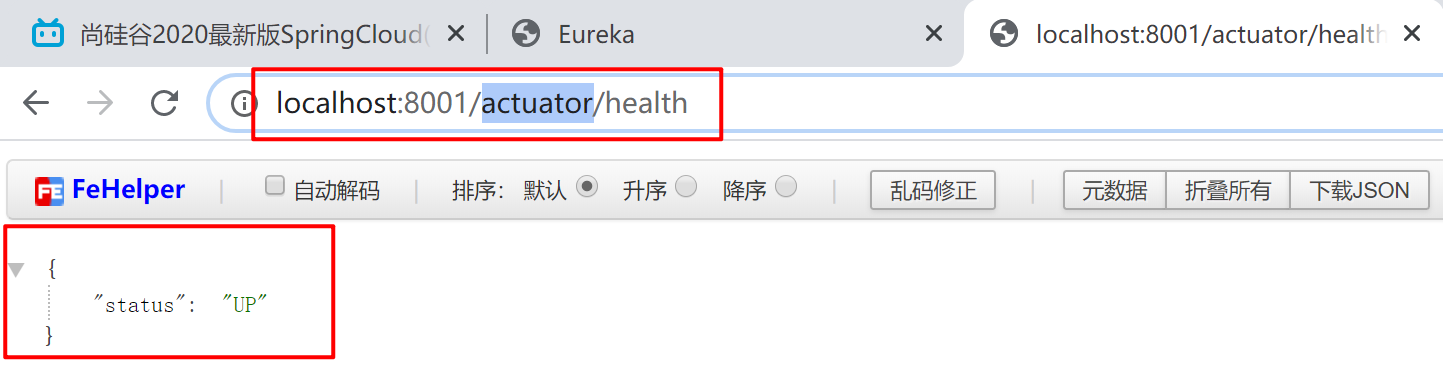 尚硅谷2020最新版SpringCloud( Eureka localhost:8001/actuator/health
localhost:8001/actuator/health
FE FeHelper | 自动解码 | 排序: 默认 升序 降序 | 乱码修正 | 元数据 折叠所有 下载JSON
{
"status": "UP"
}